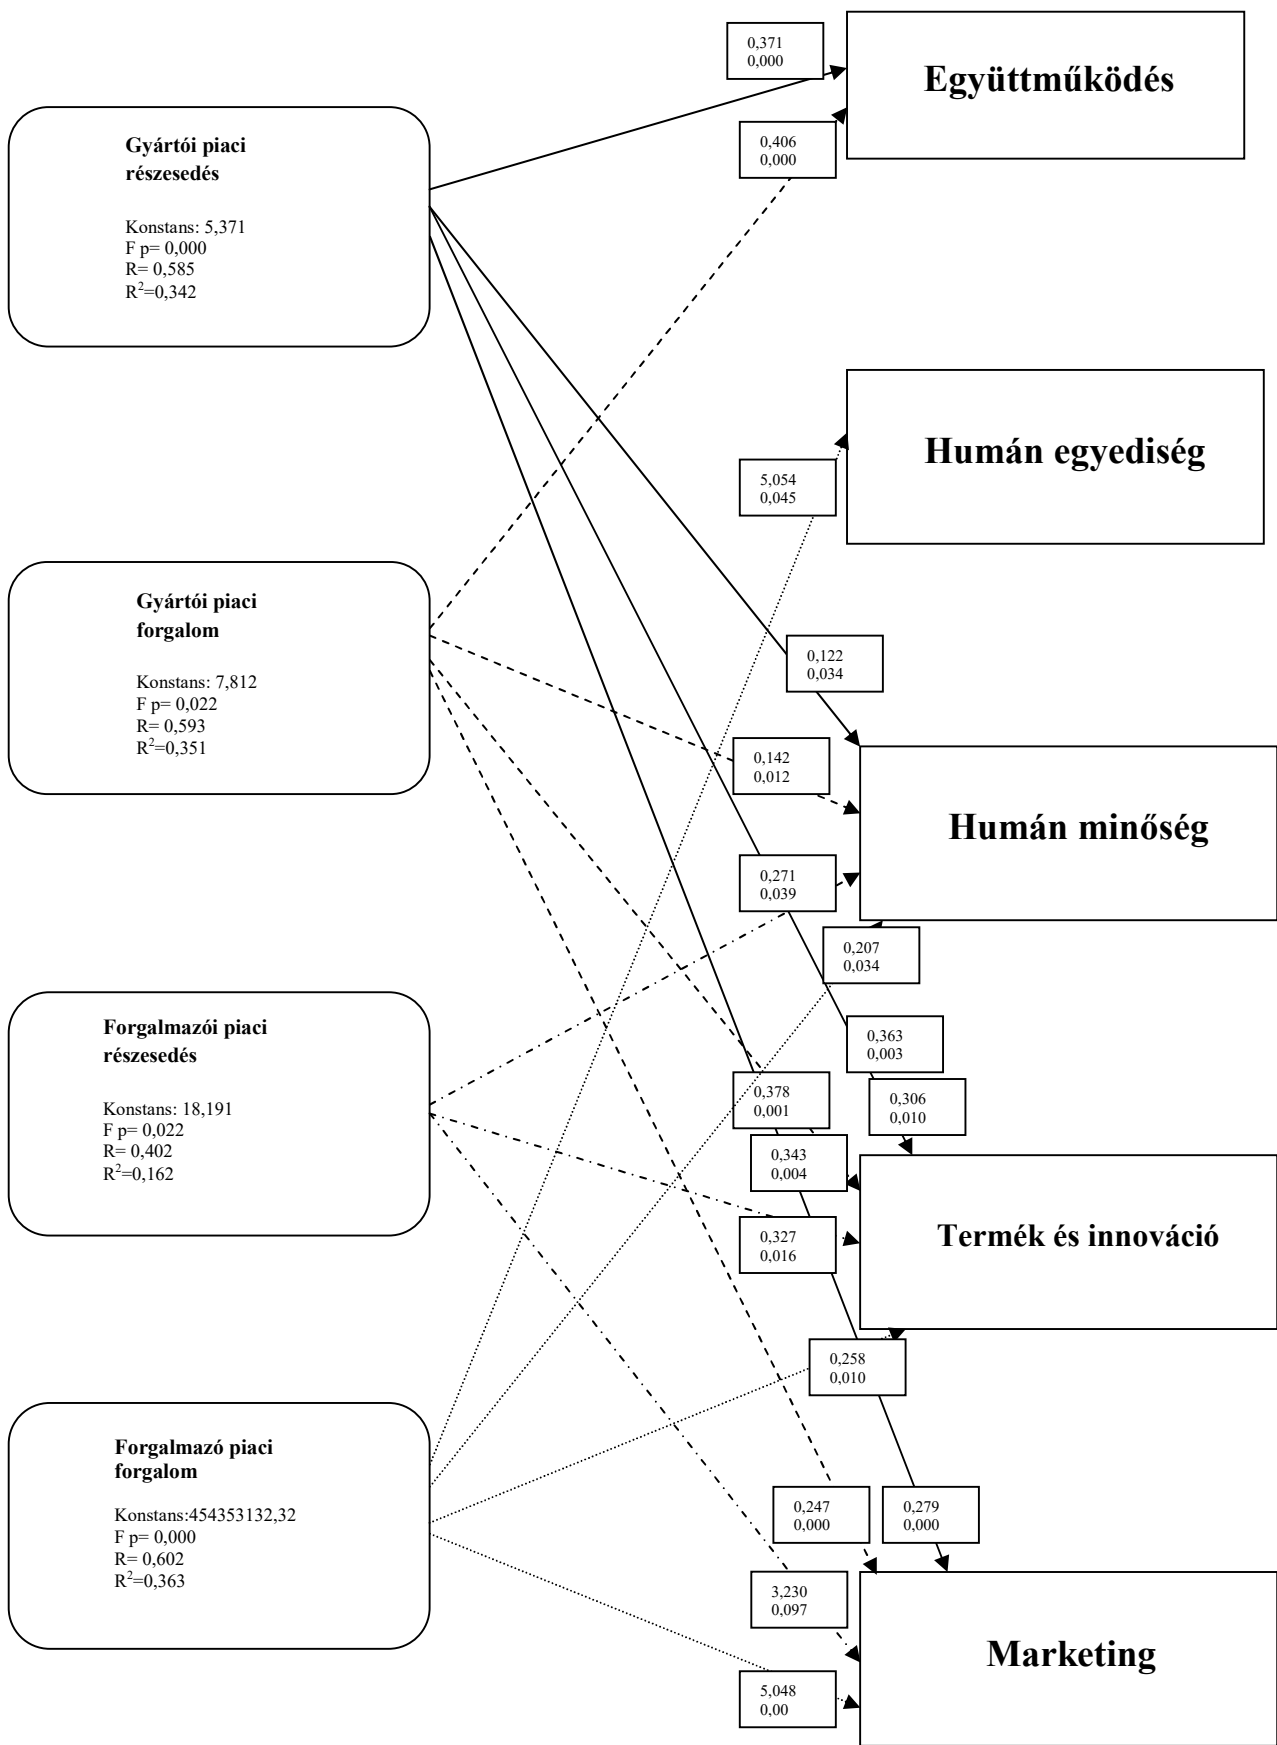 0,371
0,000
Együttműködés
Gyártói piaci
részesedés
Konstans: 5,371
F p= 0,000
R= 0,585
R²=0,342
0,406
0,000
Humán egyediség
5,054
0,045
Gyártói piaci
forgalom
Konstans: 7,812
F p= 0,022
R= 0,593
R²=0,351
0,122
0,034
0,142
0,012
Humán minőség
0,271
0,039
0,207
0,034
Forgalmazói piaci
részesedés
Konstans: 18,191
F p= 0,022
R= 0,402
R²=0,162
0,363
0,003
0,378
0,001
0,306
0,010
0,343
0,004
Termék és innováció
0,327
0,016
0,258
0,010
Forgalmazó piaci
forgalom
Konstans:454353132,32
F p= 0,000
R= 0,602
R²=0,363
0,247
0,000
0,279
0,000
3,230
0,097
Marketing
5,048
0,00